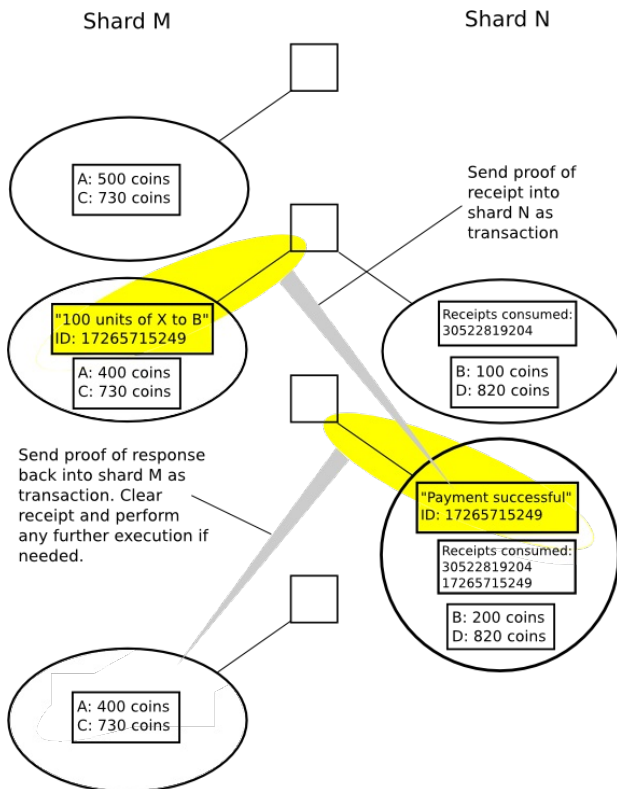 Shard M
Shard N
A: 500 coins
C: 730 coins
Send proof of
receipt into
shard N as
transaction
"100 units of X to B"
ID: 17265715249
A: 400 coins
C: 730 coins
Receipts consumed:
30522819204
B: 100 coins
D: 820 coins
Send proof of response
back into shard M as
transaction. Clear
receipt and perform
any further execution if
needed.
"Payment successful"
ID: 17265715249
Receipts consumed:
30522819204
17265715249
B: 200 coins
D: 820 coins
A: 400 coins
C: 730 coins